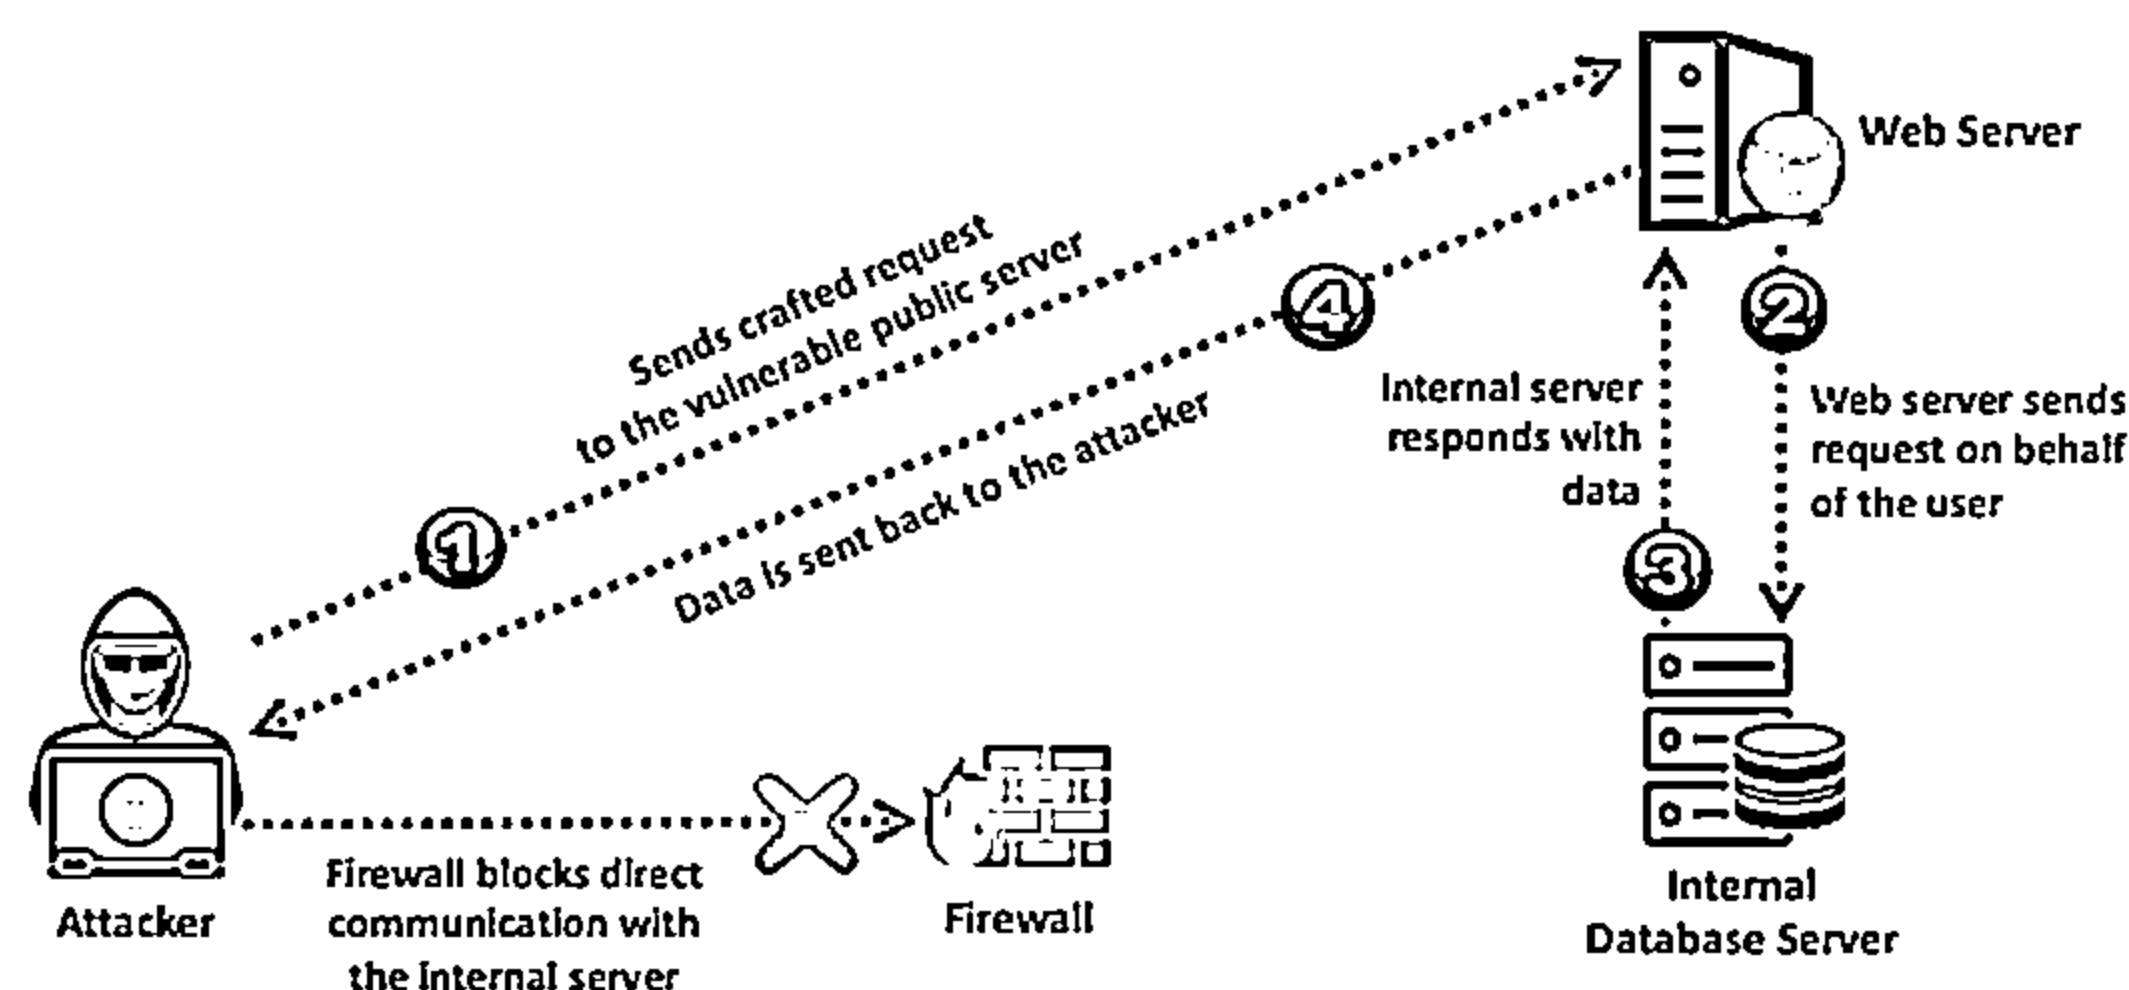 Web Server
Sends crafted request
to the vulnerable public server
4
2
Internal server
responds with
data
Web server sends
request on behalf
of the user
Data is sent back to the attacker
1
3
Firewall blocks direct
communication with
the internal server
Attacker
Firewall
Internal
Database Server